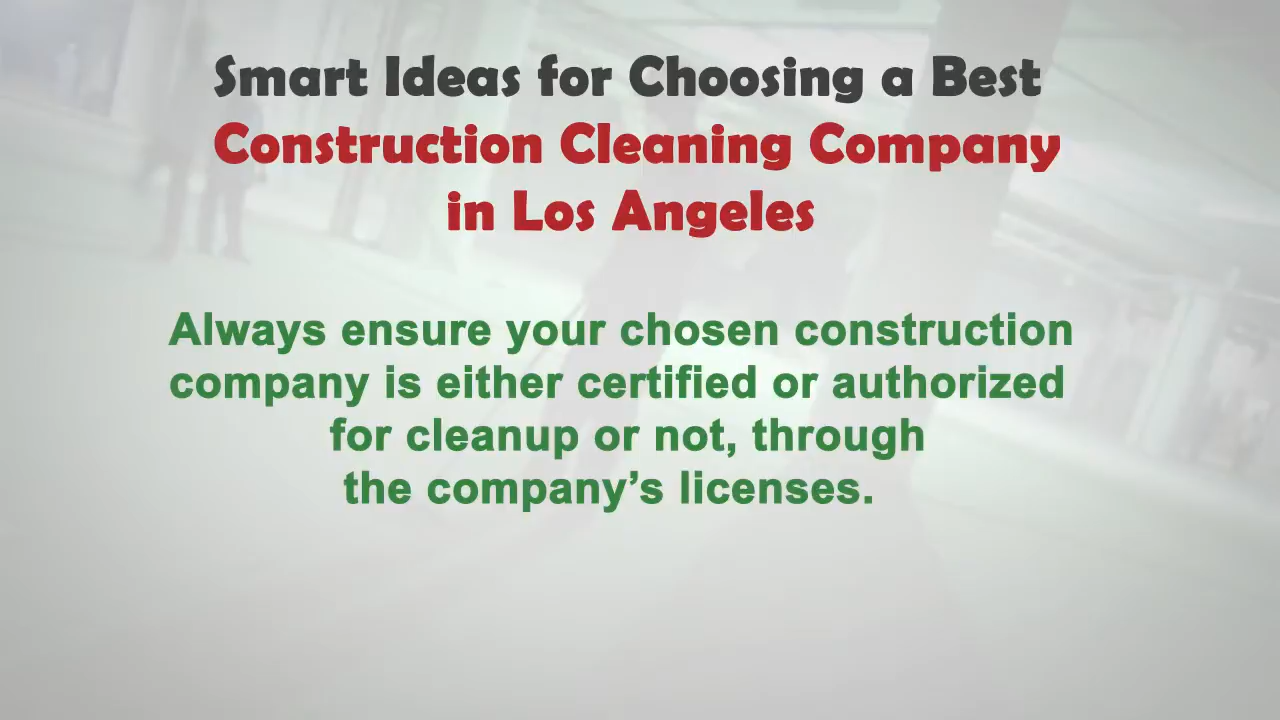 Smart Ideas for Choosing a Best
Construction Cleaning Company
in Los Angeles
Always ensure your chosen construction
company is either certified or authorized
for cleanup or not, through
the company’s licenses.